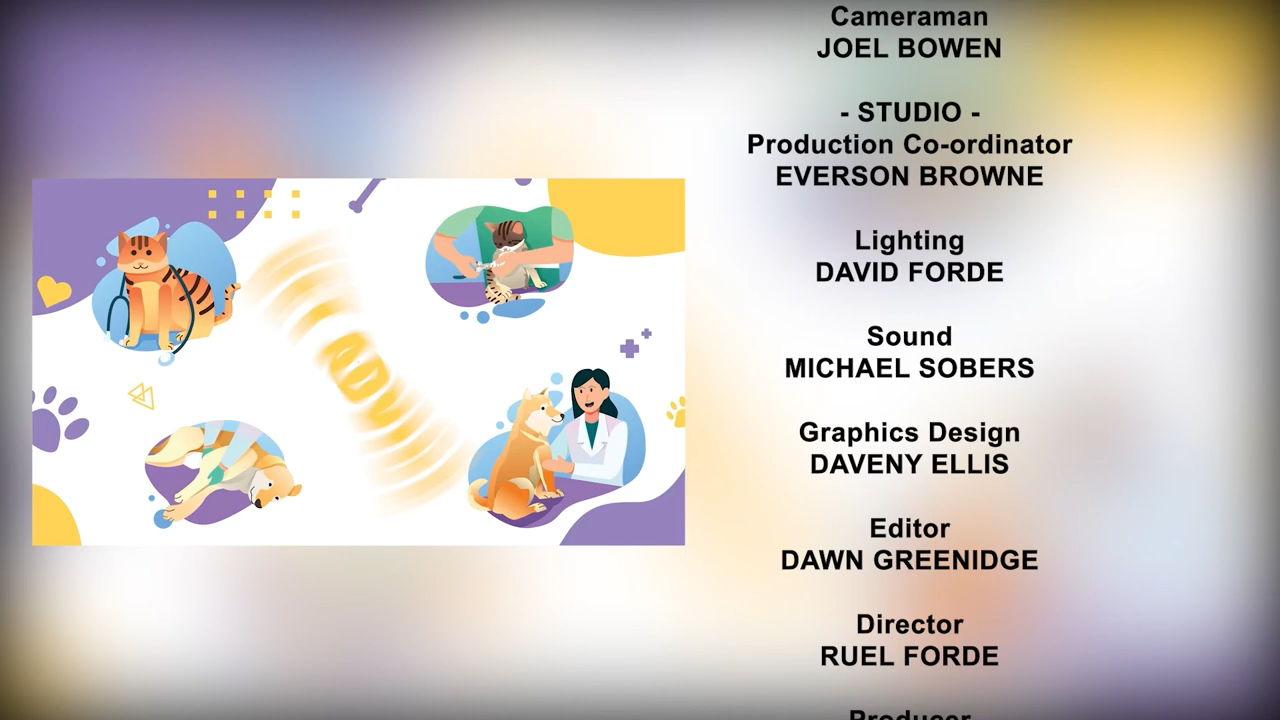 Cameraman
JOEL BOWEN
- STUDIO -
Production Co-ordinator
EVERSON BROWNE
Lighting
DAVID FORDE
Sound
MICHAEL SOBERS
Graphics Design
DAVENY ELLIS
Editor
DAWN GREENIDGE
Director
RUEL FORDE
Producer